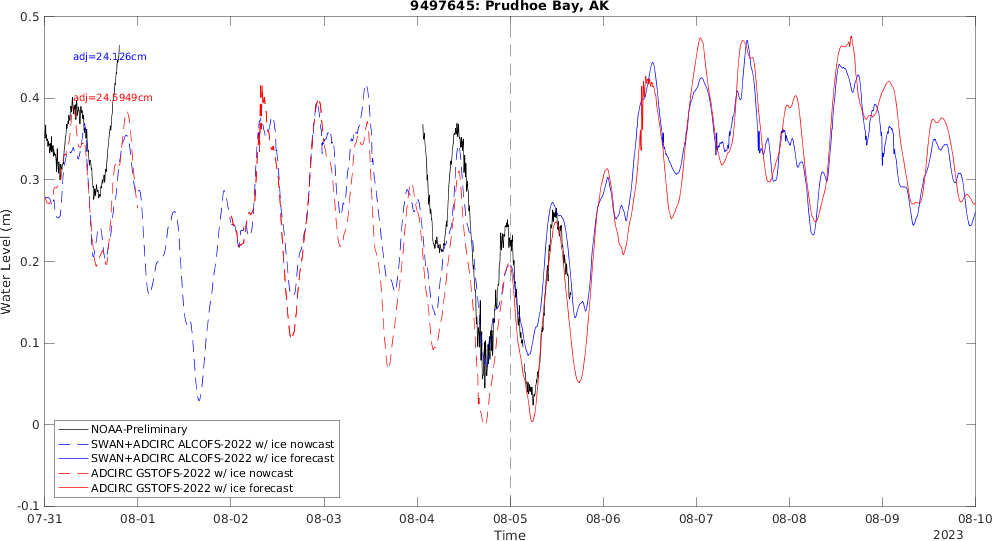 9497645: Prudhoe Bay, AK
0.5
0.4
0.3
0.2
0.1
0
-0.1
Water Level (m)
adj=24.126cm
adj=24.5949cm
NOAA-Preliminary
SWAN+ADCIRC ALCOFS-2022 w/ ice nowcast
SWAN+ADCIRC ALCOFS-2022 w/ ice forecast
ADCIRC GSTOFS-2022 w/ ice nowcast
ADCIRC GSTOFS-2022 w/ ice forecast
07-31 08-01 08-02 08-03 08-04 08-05 08-06 08-07 08-08 08-09 08-10
Time
2023